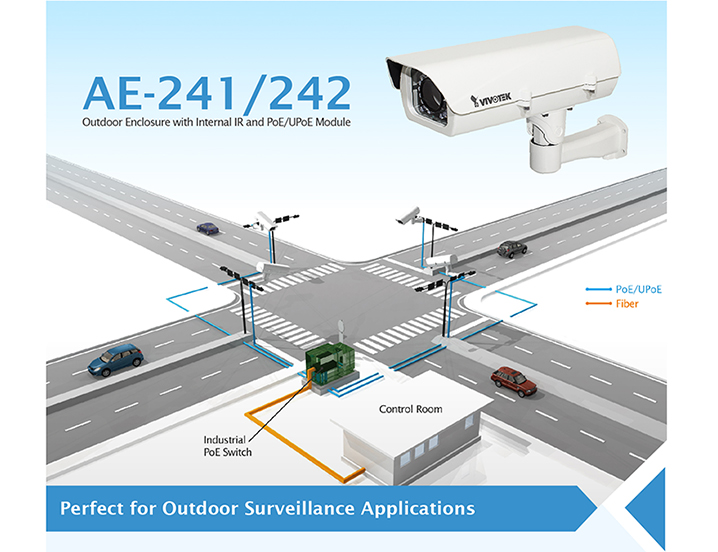 AE-241/242
Outdoor Enclosure with Internal IR and PoE/UPoE Module
VIVOTEK
PoE/UPoE
Fiber
Control Room
Industrial
PoE Switch
Perfect for Outdoor Surveillance Applications